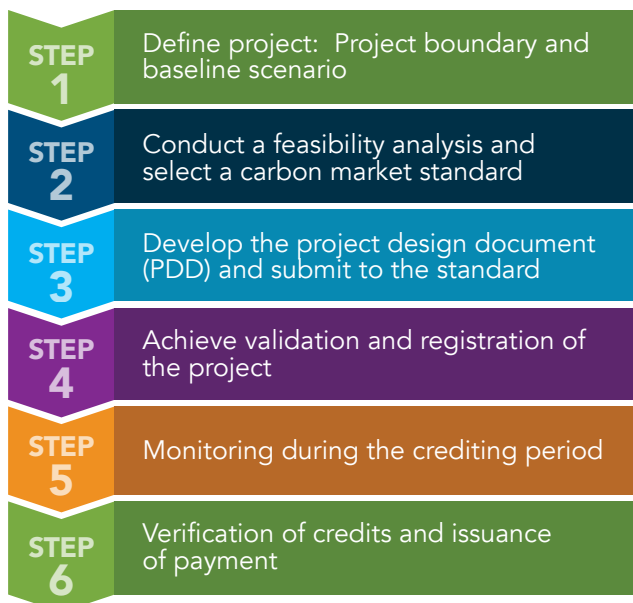 STEP
1
Define project:  Project boundary and
baseline scenario
STEP
2
Conduct a feasibility analysis and
select a carbon market standard
STEP
3
Develop the project design document
(PDD) and submit to the standard
STEP
4
Achieve validation and registration of
the project
STEP
5
Monitoring during the crediting period
STEP
6
Verification of credits and issuance
of payment